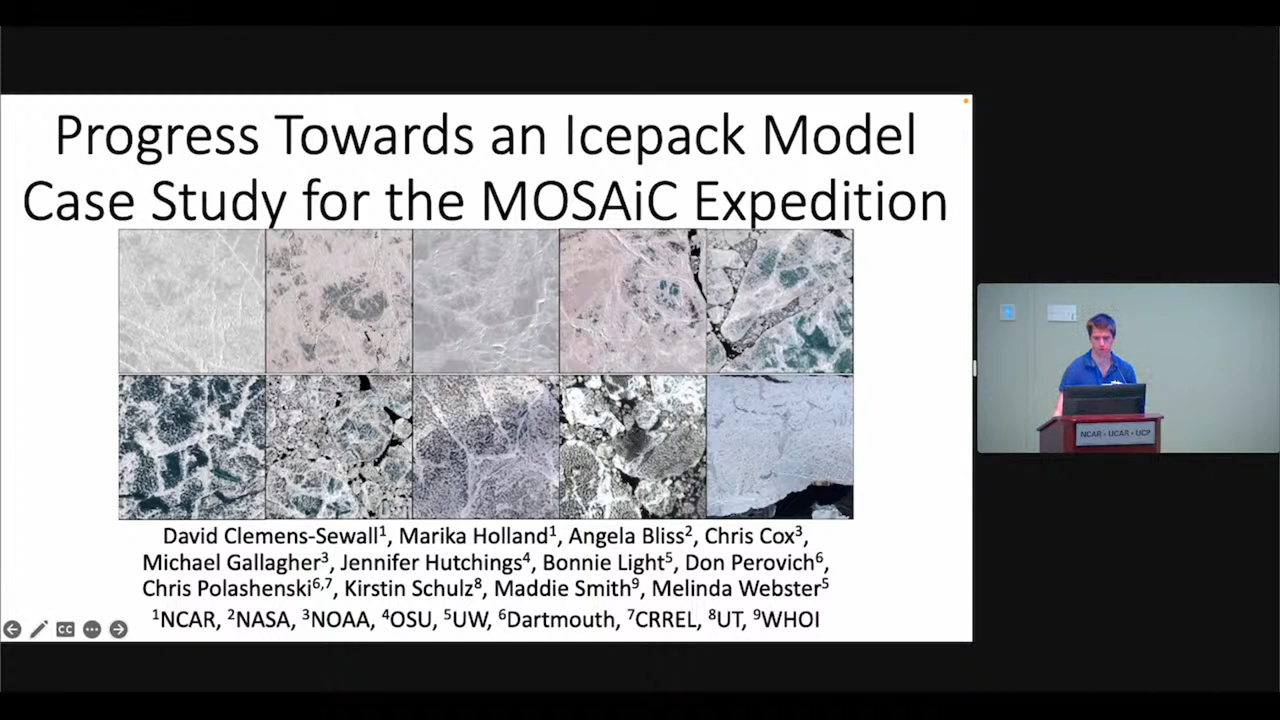 Progress Towards an Icepack Model
Case Study for the MOSAiC Expedition
David Clemens-Sewall¹, Marika Holland¹, Angela Bliss², Chris Cox³,
Michael Gallagher³, Jennifer Hutchings⁴, Bonnie Light⁵, Don Perovich⁶,
Chris Polashenski⁶,⁷, Kirstin Schulz⁸, Maddie Smith⁹, Melinda Webster⁵
¹NCAR, ²NASA, ³NOAA, ⁴OSU, ⁵UW, ⁶Dartmouth, ⁷CRREL, ⁸UT, ⁹WHOI
CC
NCAR - UCAR - UCP